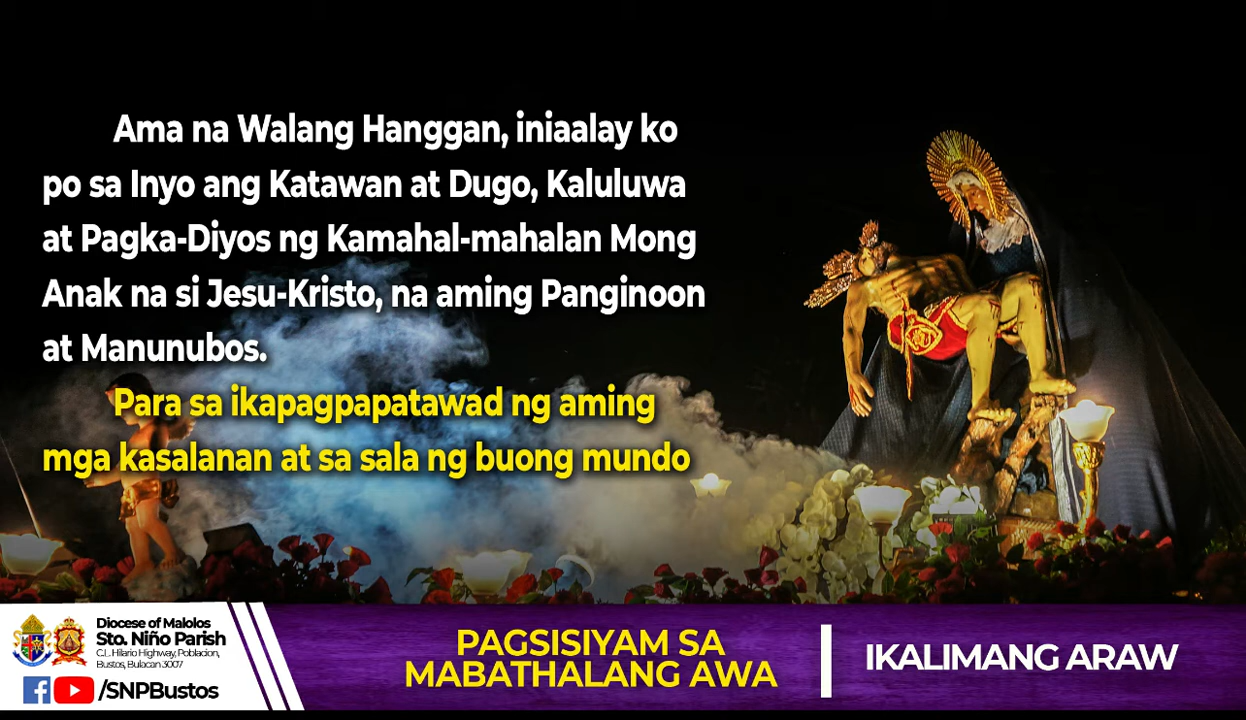 Ama na Walang Hanggan, iniaalay ko
po sa Inyo ang Katawan at Dugo, Kaluluwa
at Pagka-Diyos ng Kamahal-mahalan Mong
Anak na si Jesu-Kristo, na aming Panginoon
at Manunubos.
Para sa ikapagpapatawad ng aming
mga kasalanan at sa sala ng buong mundo
Diocese of Malolos
Sto. Niño Parish
C.L. Hilario Highway, Poblacion,
Bustos, Bulacan 3007
/SNPBustos
PAGSISIYAM SA
MABATHALANG AWA
IKALIMANG ARAW